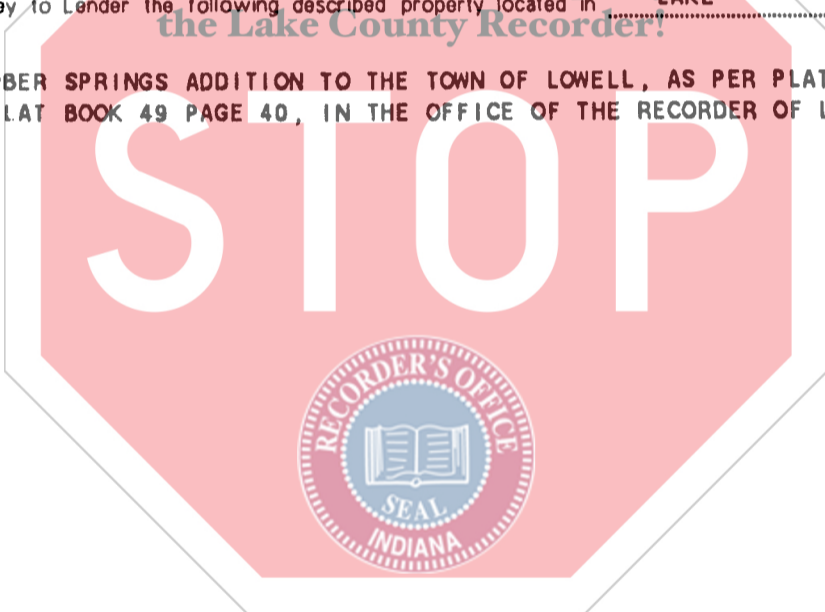 y to Lender the following described property located in LAKE
the Lake County Recorder!
BER SPRINGS ADDITION TO THE TOWN OF LOWELL, AS PER PLAT
LAT BOOK 49 PAGE 40, IN THE OFFICE OF THE RECORDER OF L
STOP
RECORDER'S OFFICE
SEAL
INDIANA